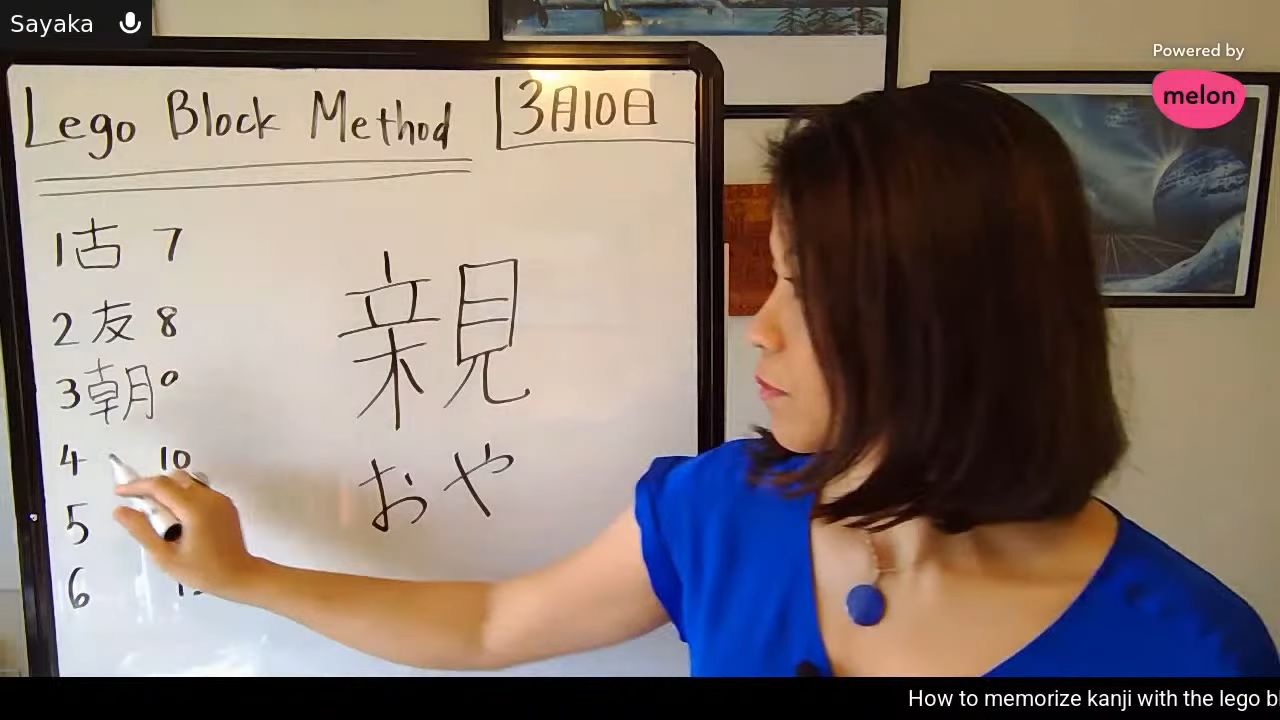 Sayaka
Powered by
melon
Lego Block Method
3月10日
1古 7
2友 8
3朝
4 10
5
6
親
おや
How to memorize kanji with the lego b